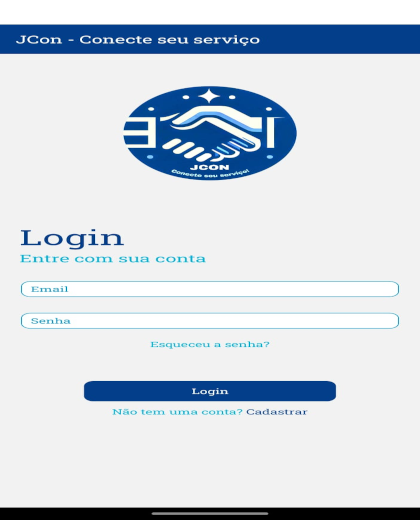 JCon - Conecte seu serviço
JCON
Conecte seu serviço!
Login
Entre com sua conta
Email
Senha
Esqueceu a senha?
Login
Não tem uma conta? Cadastrar